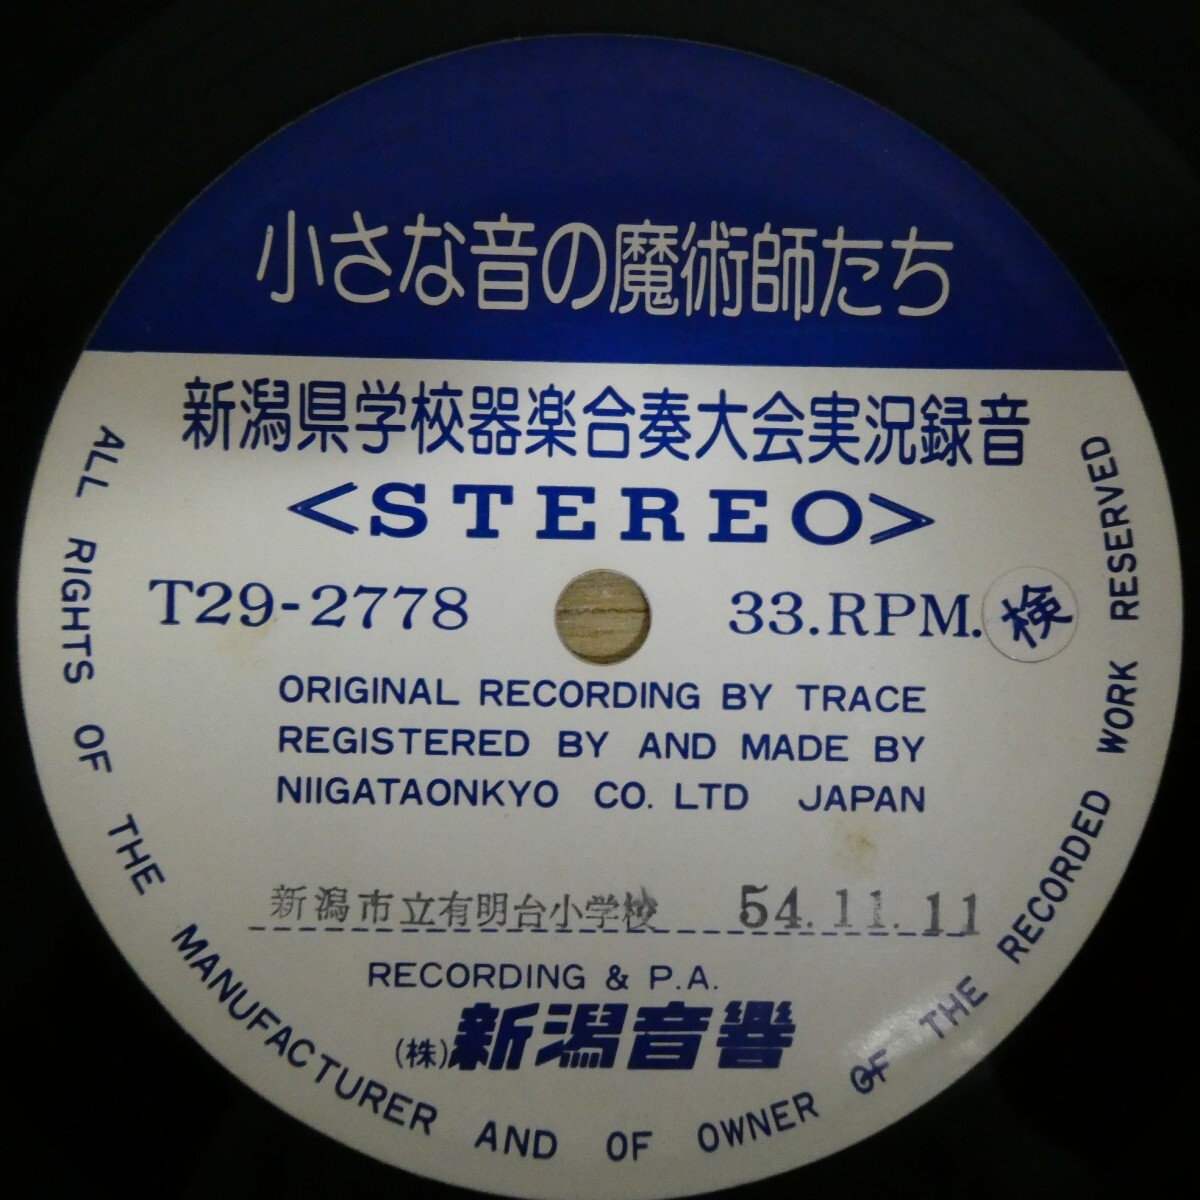 小さな音の魔術師たち
新潟県学校器楽合奏大会実況録音
<STEREO>
T29-2778
33.RPM.
検
ORIGINAL RECORDING BY TRACE
REGISTERED BY AND MADE BY
NIIGATAONKYO CO. LTD JAPAN
新潟市立有明台小学校 54.11.11
RECORDING & P.A.
(株)新潟音響
ALL RIGHTS OF THE MANUFACTURER AND OF OWNER OF THE RECORDED WORK RESERVED